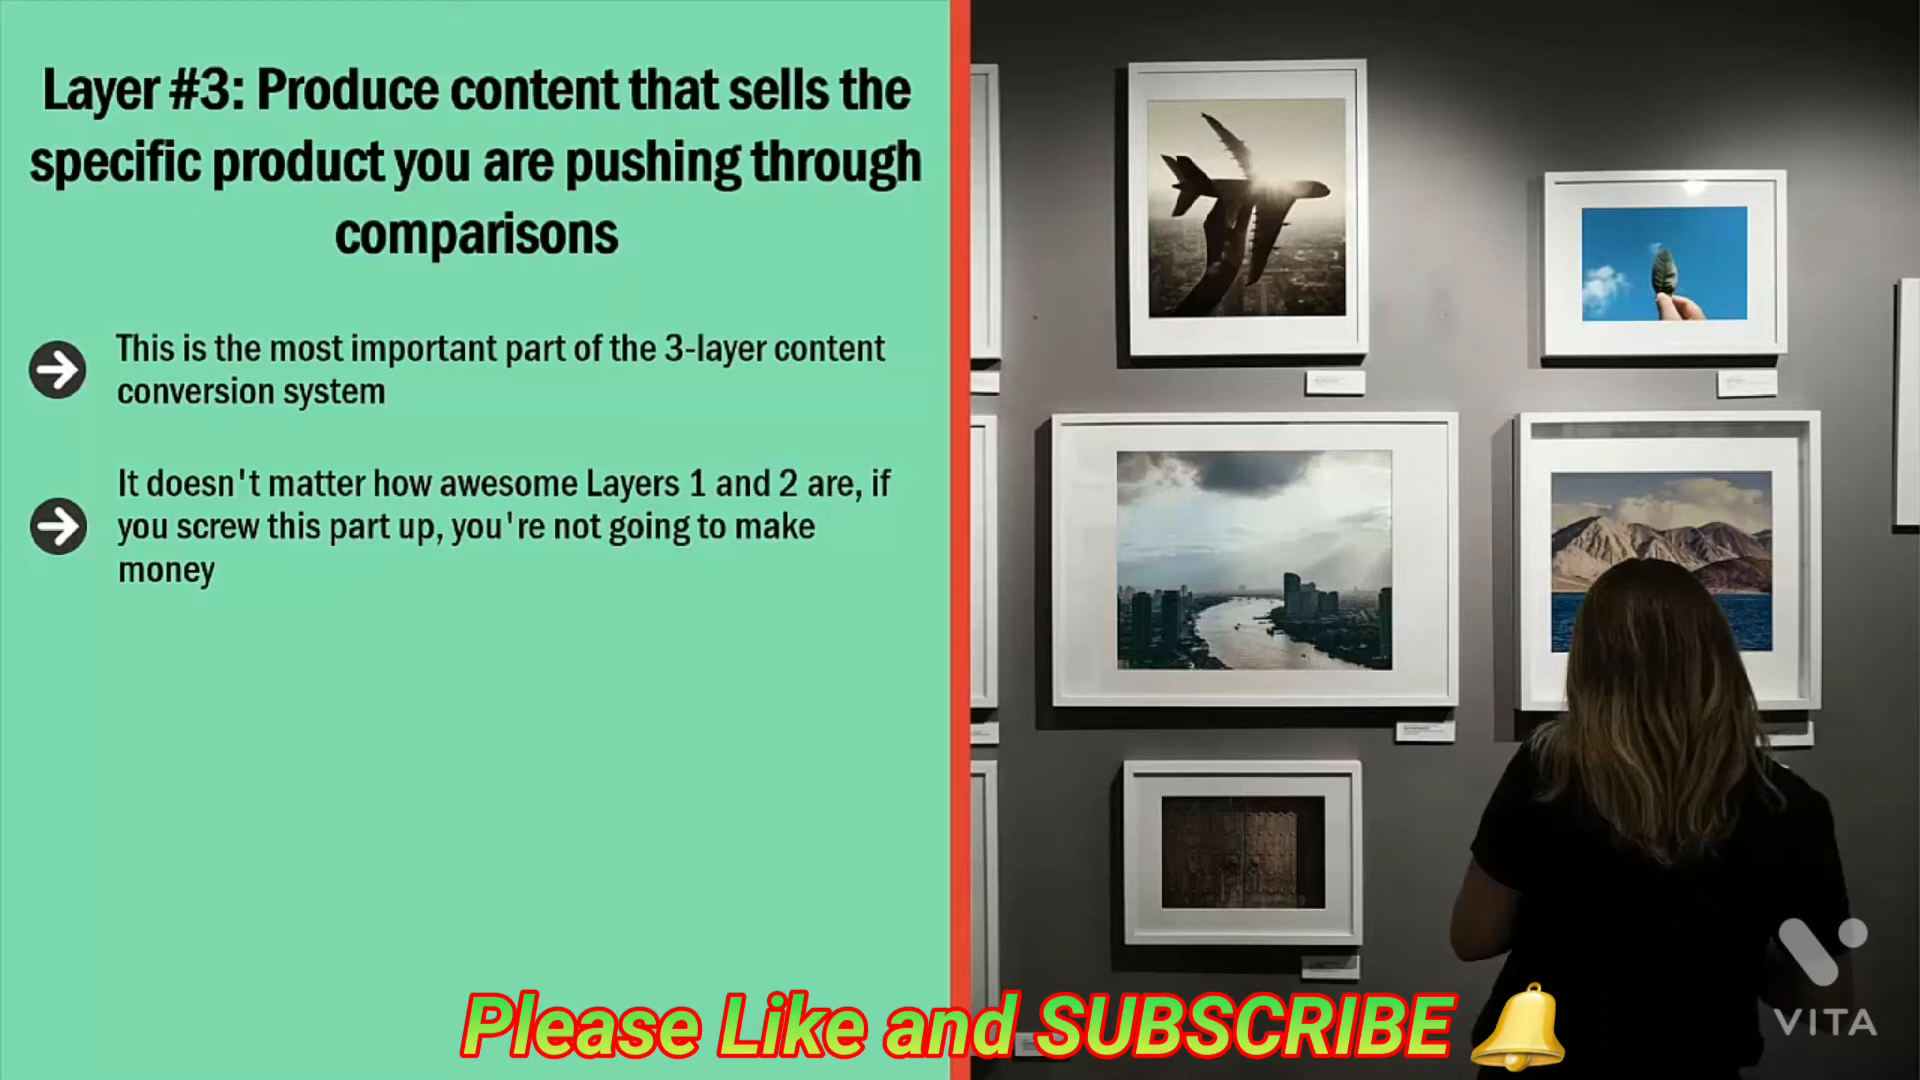 Layer #3: Produce content that sells the
specific product you are pushing through
comparisons
This is the most important part of the 3-layer content
conversion system
It doesn't matter how awesome Layers 1 and 2 are, if
you screw this part up, you're not going to make
money
Please Like and SUBSCRIBE
VITA